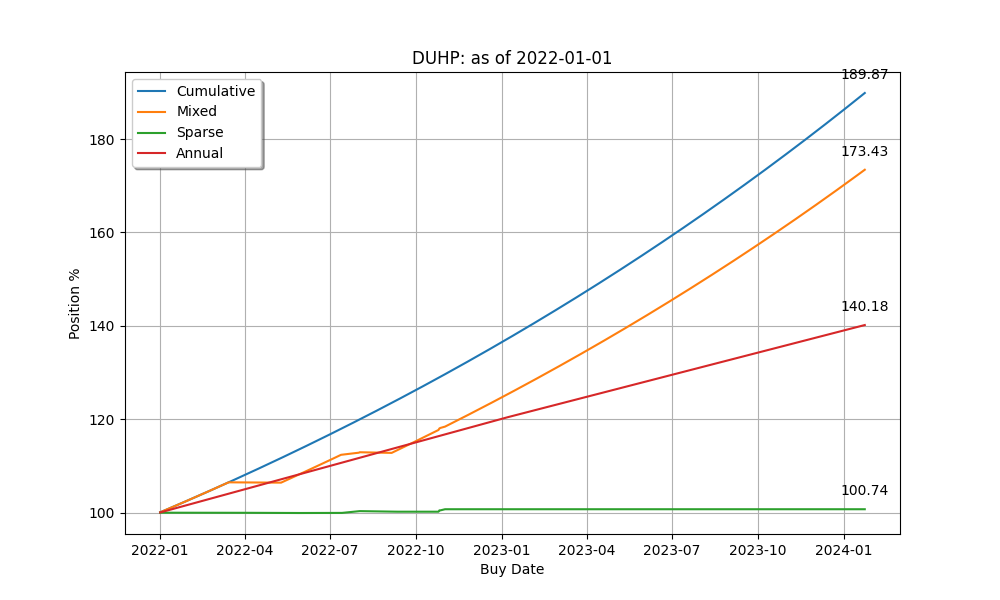 DUHP: as of 2022-01-01
189.87
Cumulative
Mixed
Sparse
Annual
173.43
140.18
100.74
180
160
140
120
100
Position %
2022-01 2022-04 2022-07 2022-10 2023-01 2023-04 2023-07 2023-10 2024-01
Buy Date